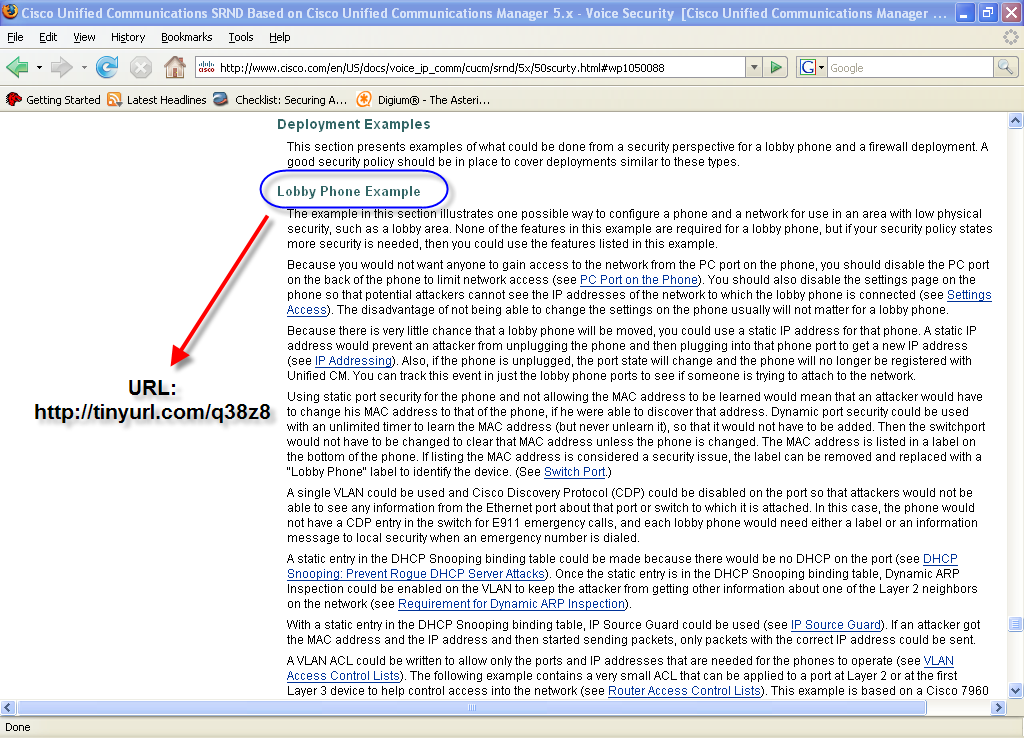 Cisco Unified Communications SRND Based on Cisco Unified Communications Manager 5.x - Voice Security [Cisco Unified Communications Manager ...
File Edit View History Bookmarks Tools Help
cisco http://www.cisco.com/en/US/docs/voice_ip_comm/cucm/srnd/5x/50scurty.html#wp1050088 G Google
Getting Started Latest Headlines Checklist: Securing A... Digium® - The Asteri...
Deployment Examples
This section presents examples of what could be done from a security perspective for a lobby phone and a firewall deployment. A
good security policy should be in place to cover deployments similar to these types.
Lobby Phone Example
The example in this section illustrates one possible way to configure a phone and a network for use in an area with low physical
security, such as a lobby area. None of the features in this example are required for a lobby phone, but if your security policy states
more security is needed, then you could use the features listed in this example.
Because you would not want anyone to gain access to the network from the PC port on the phone, you should disable the PC port
on the back of the phone to limit network access (see PC Port on the Phone). You should also disable the settings page on the
phone so that potential attackers cannot see the IP addresses of the network to which the lobby phone is connected (see Settings
Access). The disadvantage of not being able to change the settings on the phone usually will not matter for a lobby phone.
Because there is very little chance that a lobby phone will be moved, you could use a static IP address for that phone. A static IP
address would prevent an attacker from unplugging the phone and then plugging into that phone port to get a new IP address
(see IP Addressing). Also, if the phone is unplugged, the port state will change and the phone will no longer be registered with
Unified CM. You can track this event in just the lobby phone ports to see if someone is trying to attach to the network.
URL:
http://tinyurl.com/q38z8
Using static port security for the phone and not allowing the MAC address to be learned would mean that an attacker would have
to change his MAC address to that of the phone, if he were able to discover that address. Dynamic port security could be used
with an unlimited timer to learn the MAC address (but never unlearn it), so that it would not have to be added. Then the switchport
would not have to be changed to clear that MAC address unless the phone is changed. The MAC address is listed in a label on
the bottom of the phone. If listing the MAC address is considered a security issue, the label can be removed and replaced with a
"Lobby Phone" label to identify the device. (See Switch Port.)
A single VLAN could be used and Cisco Discovery Protocol (CDP) could be disabled on the port so that attackers would not be
able to see any information from the Ethernet port about that port or switch to which it is attached. In this case, the phone would
not have a CDP entry in the switch for E911 emergency calls, and each lobby phone would need either a label or an information
message to local security when an emergency number is dialed.
A static entry in the DHCP Snooping binding table could be made because there would be no DHCP on the port (see DHCP
Snooping: Prevent Rogue DHCP Server Attacks). Once the static entry is in the DHCP Snooping binding table, Dynamic ARP
Inspection could be enabled on the VLAN to keep the attacker from getting other information about one of the Layer 2 neighbors
on the network (see Requirement for Dynamic ARP Inspection).
With a static entry in the DHCP Snooping binding table, IP Source Guard could be used (see IP Source Guard). If an attacker got
the MAC address and the IP address and then started sending packets, only packets with the correct IP address could be sent.
A VLAN ACL could be written to allow only the ports and IP addresses that are needed for the phones to operate (see VLAN
Access Control Lists). The following example contains a very small ACL that can be applied to a port at Layer 2 or at the first
Layer 3 device to help control access into the network (see Router Access Control Lists). This example is based on a Cisco 7960
Done